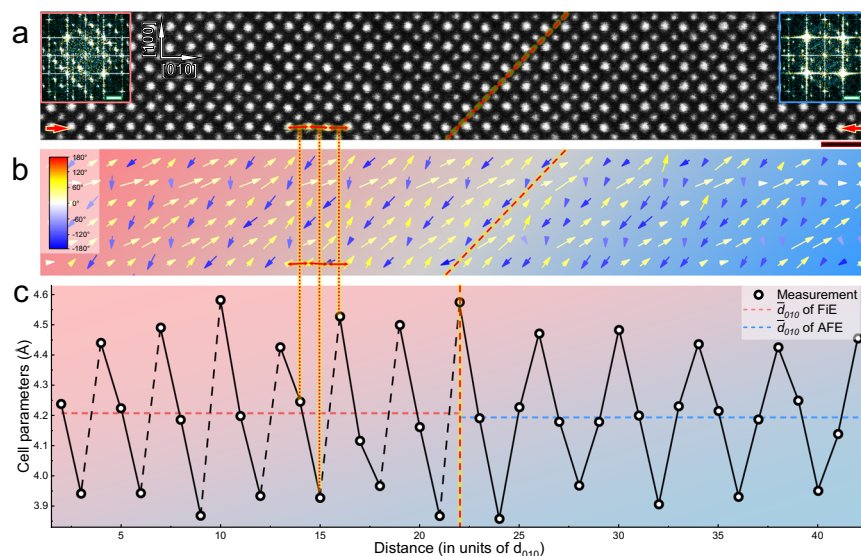 a
[100]
[010]
b
180°
120°
60°
0°
-60°
-120°
-180°
c
Measurement
d̅010 of FiE
d̅010 of AFE
Cell parameters (Å)
4.6
4.5
4.4
4.3
4.2
4.1
4.0
3.9
5 10 15 20 25 30 35 40
Distance (in units of d010)